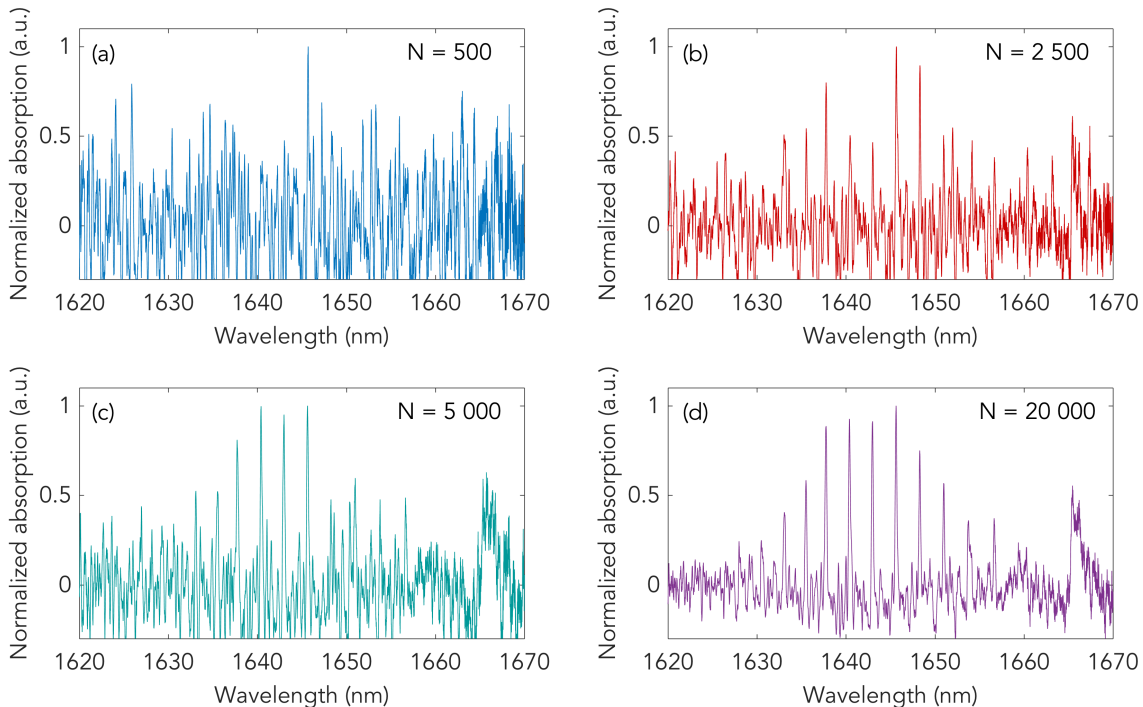 Normalized absorption (a.u.)
(a)
N = 500
1
0.5
0
1620 1630 1640 1650 1660 1670
Wavelength (nm)
Normalized absorption (a.u.)
(b)
N = 2 500
1
0.5
0
1620 1630 1640 1650 1660 1670
Wavelength (nm)
Normalized absorption (a.u.)
(c)
N = 5 000
1
0.5
0
1620 1630 1640 1650 1660 1670
Wavelength (nm)
Normalized absorption (a.u.)
(d)
N = 20 000
1
0.5
0
1620 1630 1640 1650 1660 1670
Wavelength (nm)